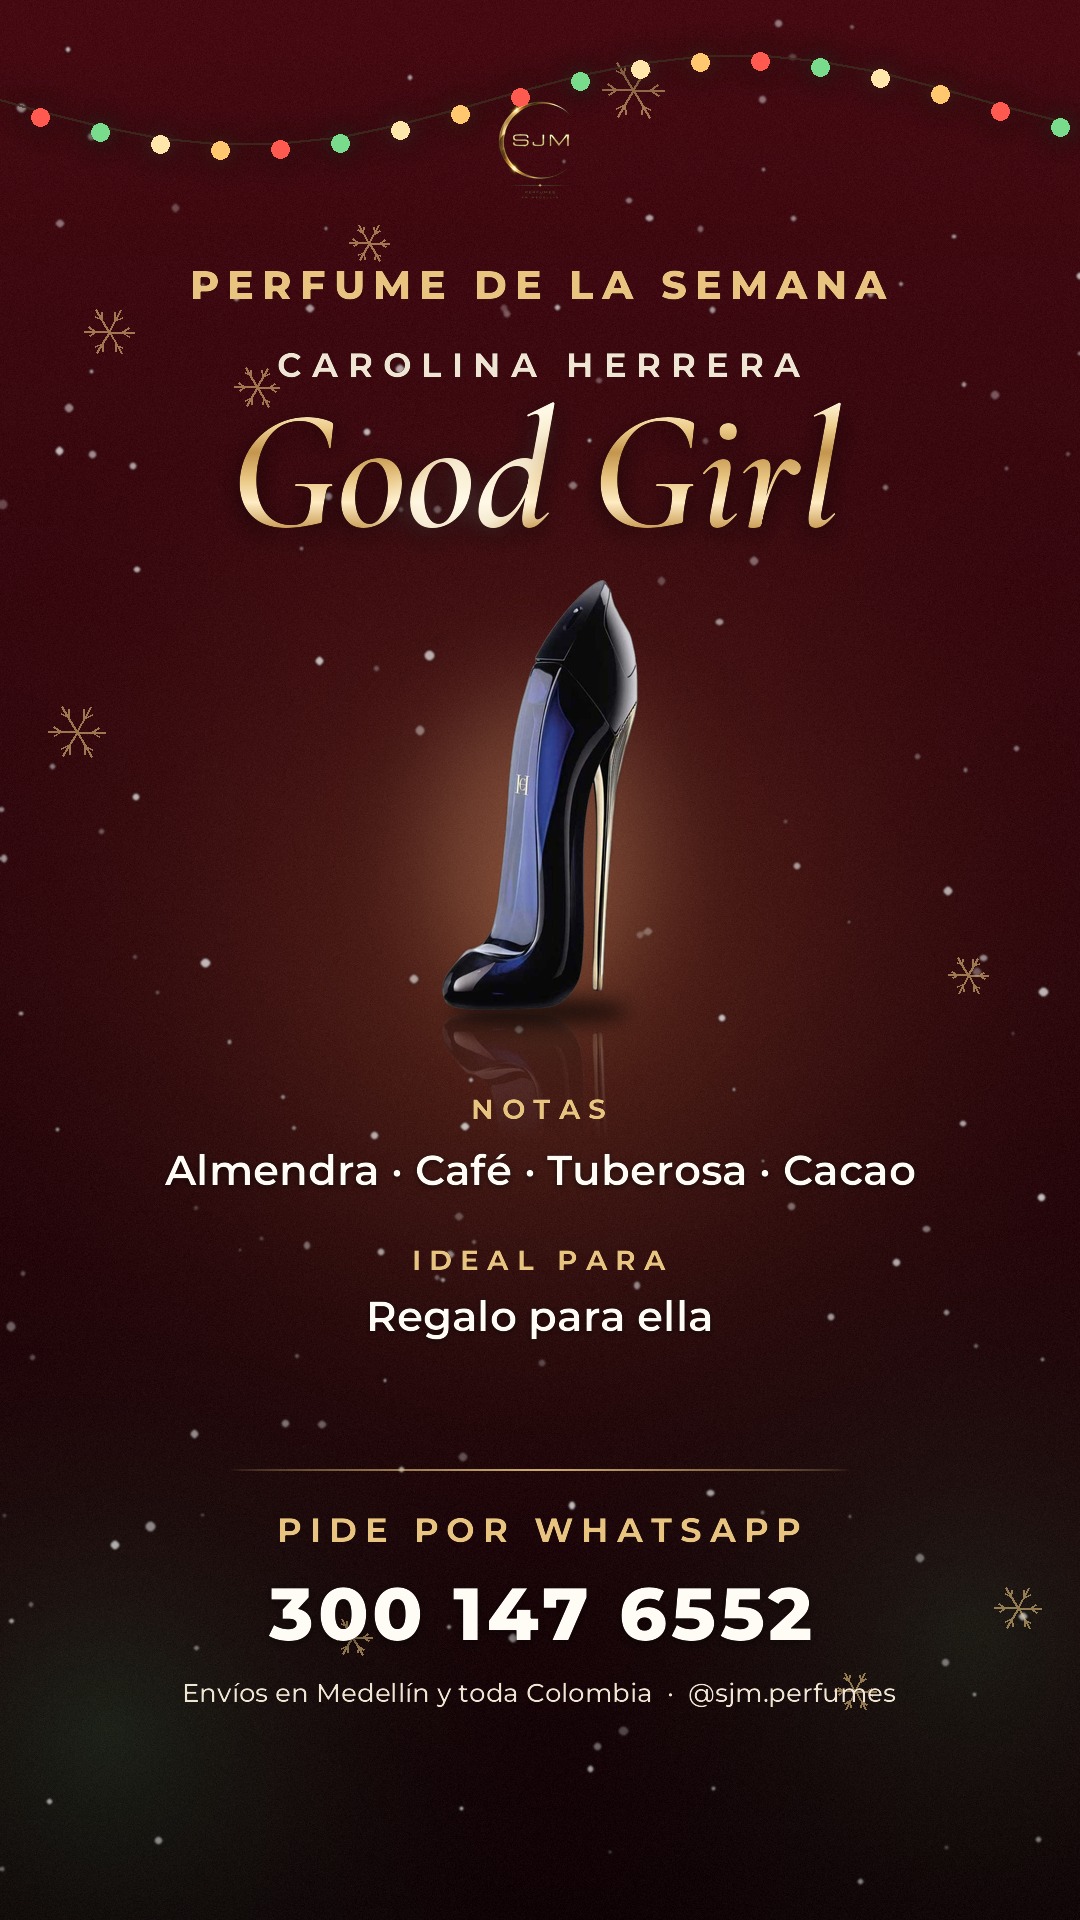 SJM
PERFUME DE LA SEMANA
CAROLINA HERRERA
Good Girl
CH
NOTAS
Almendra · Café · Tuberosa · Cacao
IDEAL PARA
Regalo para ella
PIDE POR WHATSAPP
300 147 6552
Envíos en Medellín y toda Colombia · @sjm.perfumes